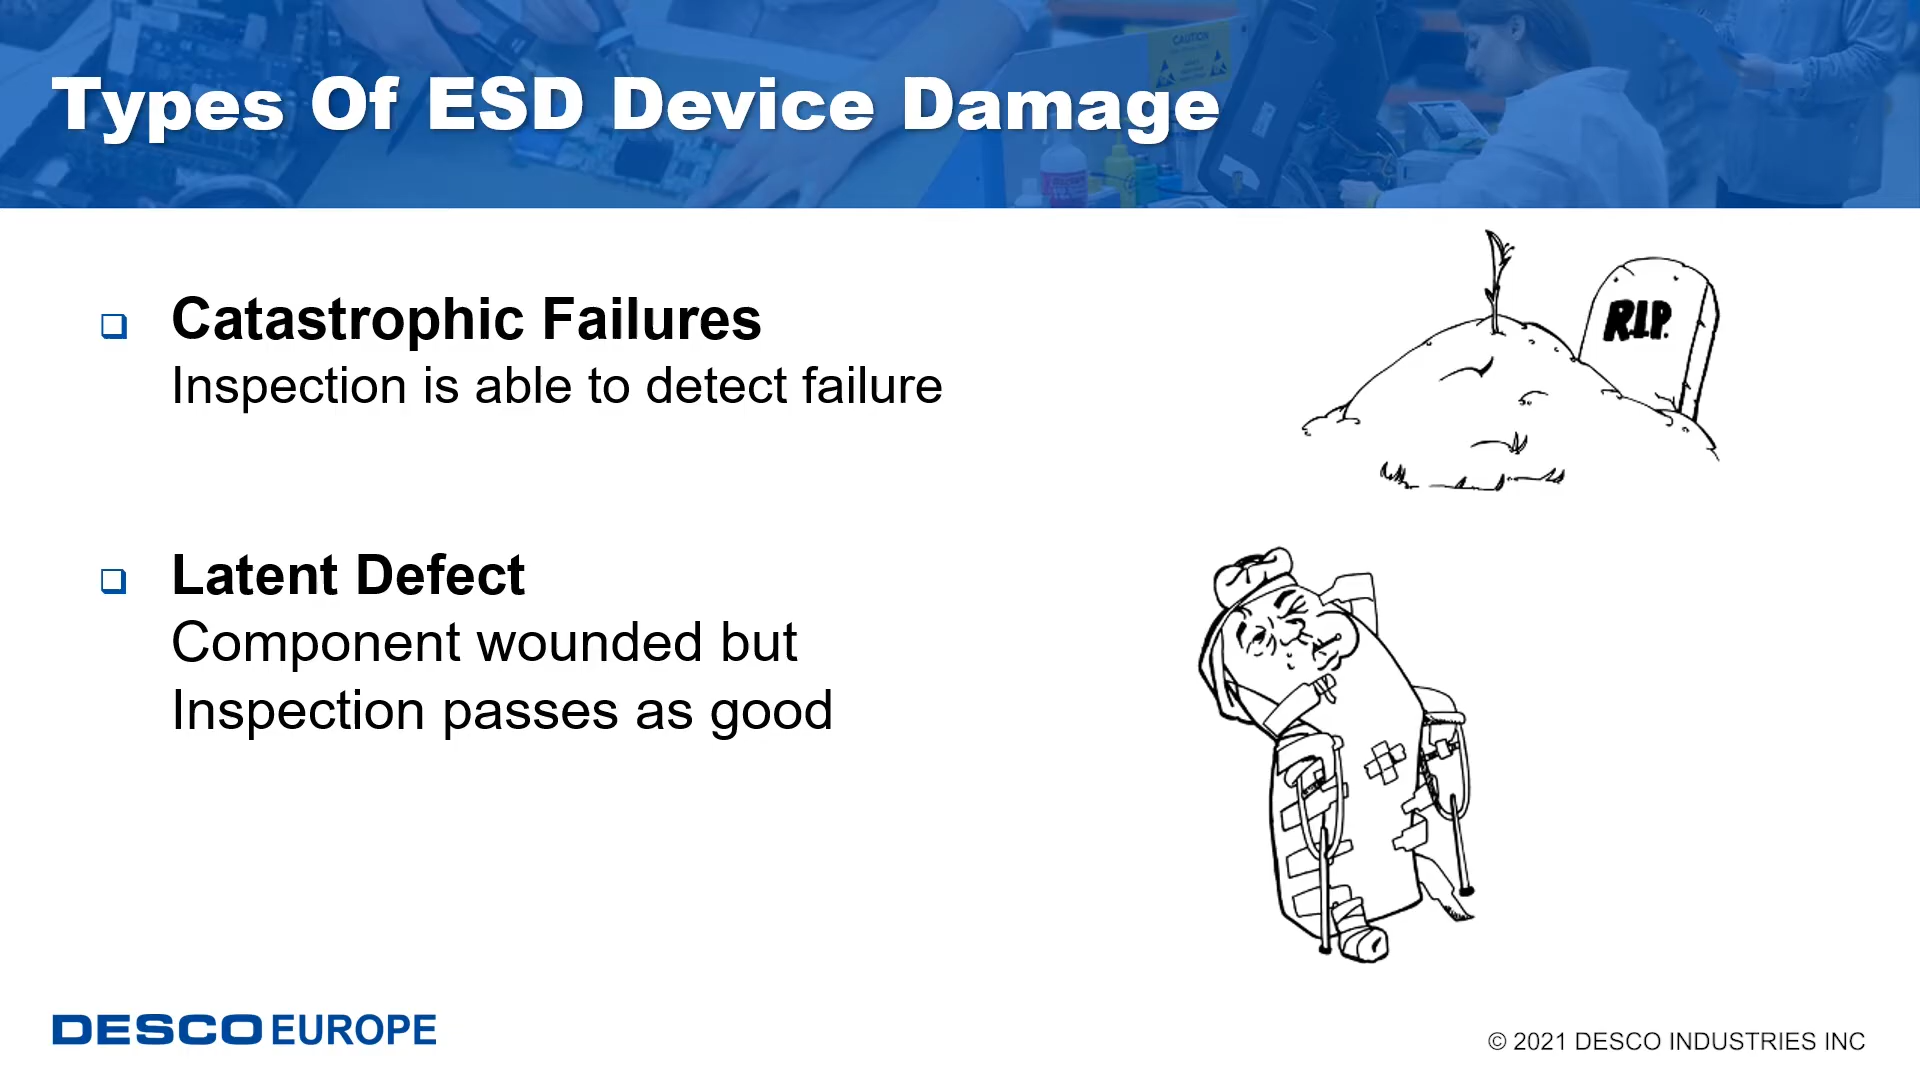 Types Of ESD Device Damage
CAUTION
Catastrophic Failures
Inspection is able to detect failure
R.I.P.
Latent Defect
Component wounded but
Inspection passes as good
DESCO EUROPE
© 2021 DESCO INDUSTRIES INC